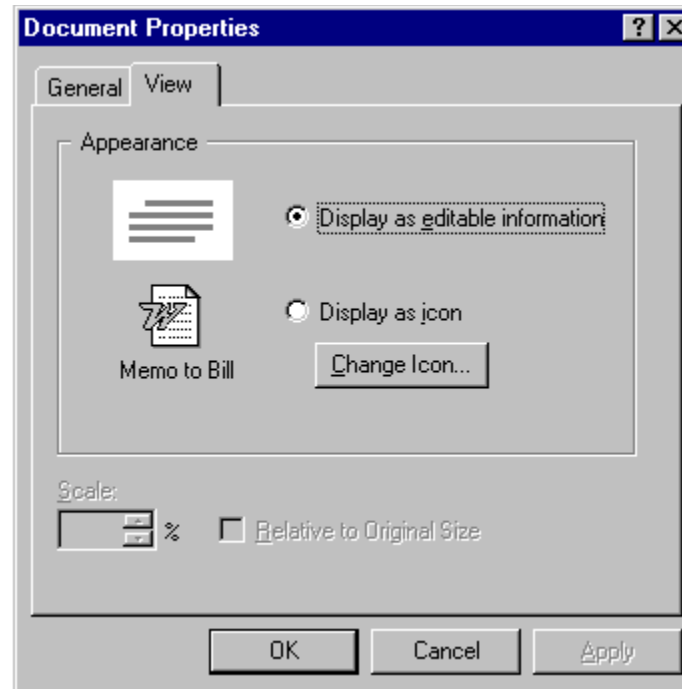 Document Properties
General View
Appearance
Display as editable information
Display as icon
Memo to Bill
Change Icon...
Scale:
% Relative to Original Size
OK Cancel Apply